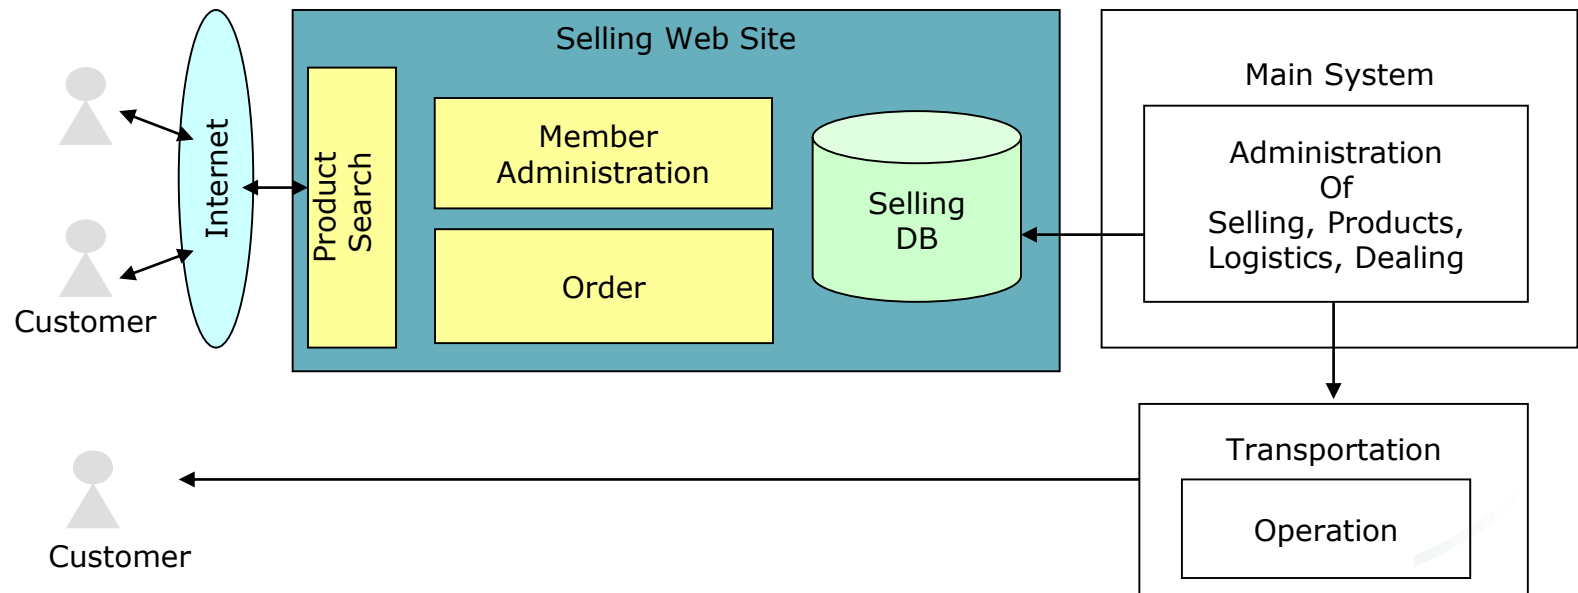 Selling Web Site
Main System
Internet
Product
Search
Member
Administration
Order
Selling
DB
Administration
Of
Selling, Products,
Logistics, Dealing
Customer
Transportation
Operation
Customer